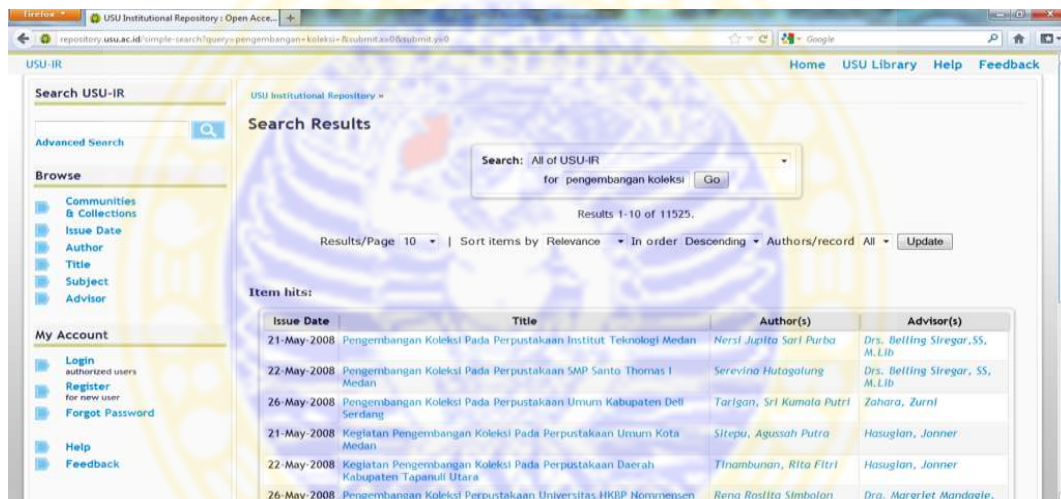 Firefox
USU Institutional Repository : Open Acce...
repository.usu.ac.id/simple-search?query=pengembangan+koleksi+&submit.x=0&submit.y=0
Google
USU-IR
Home USU Library Help Feedback
Search USU-IR
Advanced Search
Browse
Communities
& Collections
Issue Date
Author
Title
Subject
Advisor
My Account
Login
authorized users
Register
for new user
Forgot Password
Help
Feedback
USU Institutional Repository »
Search Results
Search: All of USU-IR
for pengembangan koleksi Go
Results 1-10 of 11525.
Results/Page 10 | Sort items by Relevance In order Descending Authors/record All Update
Item hits:
Issue Date Title Author(s) Advisor(s)
21-May-2008 Pengembangan Koleksi Pada Perpustakaan Institut Teknologi Medan Nersi Jupita Sari Purba Drs. Belling Siregar,SS,
M.Lib
22-May-2008 Pengembangan Koleksi Pada Perpustakaan SMP Santo Thomas I Serevina Hutagalung Drs. Belling Siregar, SS,
Medan M.Lib
26-May-2008 Pengembangan Koleksi Pada Perpustakaan Umum Kabupaten Deli Tarigan, Sri Kumala Putri Zahara, Zurni
Serdang
21-May-2008 Kegiatan Pengembangan Koleksi Pada Perpustakaan Umum Kota Sitepu, Agussah Putra Hasugian, Jonner
Medan
22-May-2008 Kegiatan Pengembangan Koleksi Pada Perpustakaan Daerah Tinambunan, Rita Fitri Hasugian, Jonner
Kabupaten Tapanuli Utara
26-May-2008 Pengembangan Koleksi Perpustakaan Universitas HKBP Nommensen Rena Roslita Simbolon Dra. Margriet Mandagie,